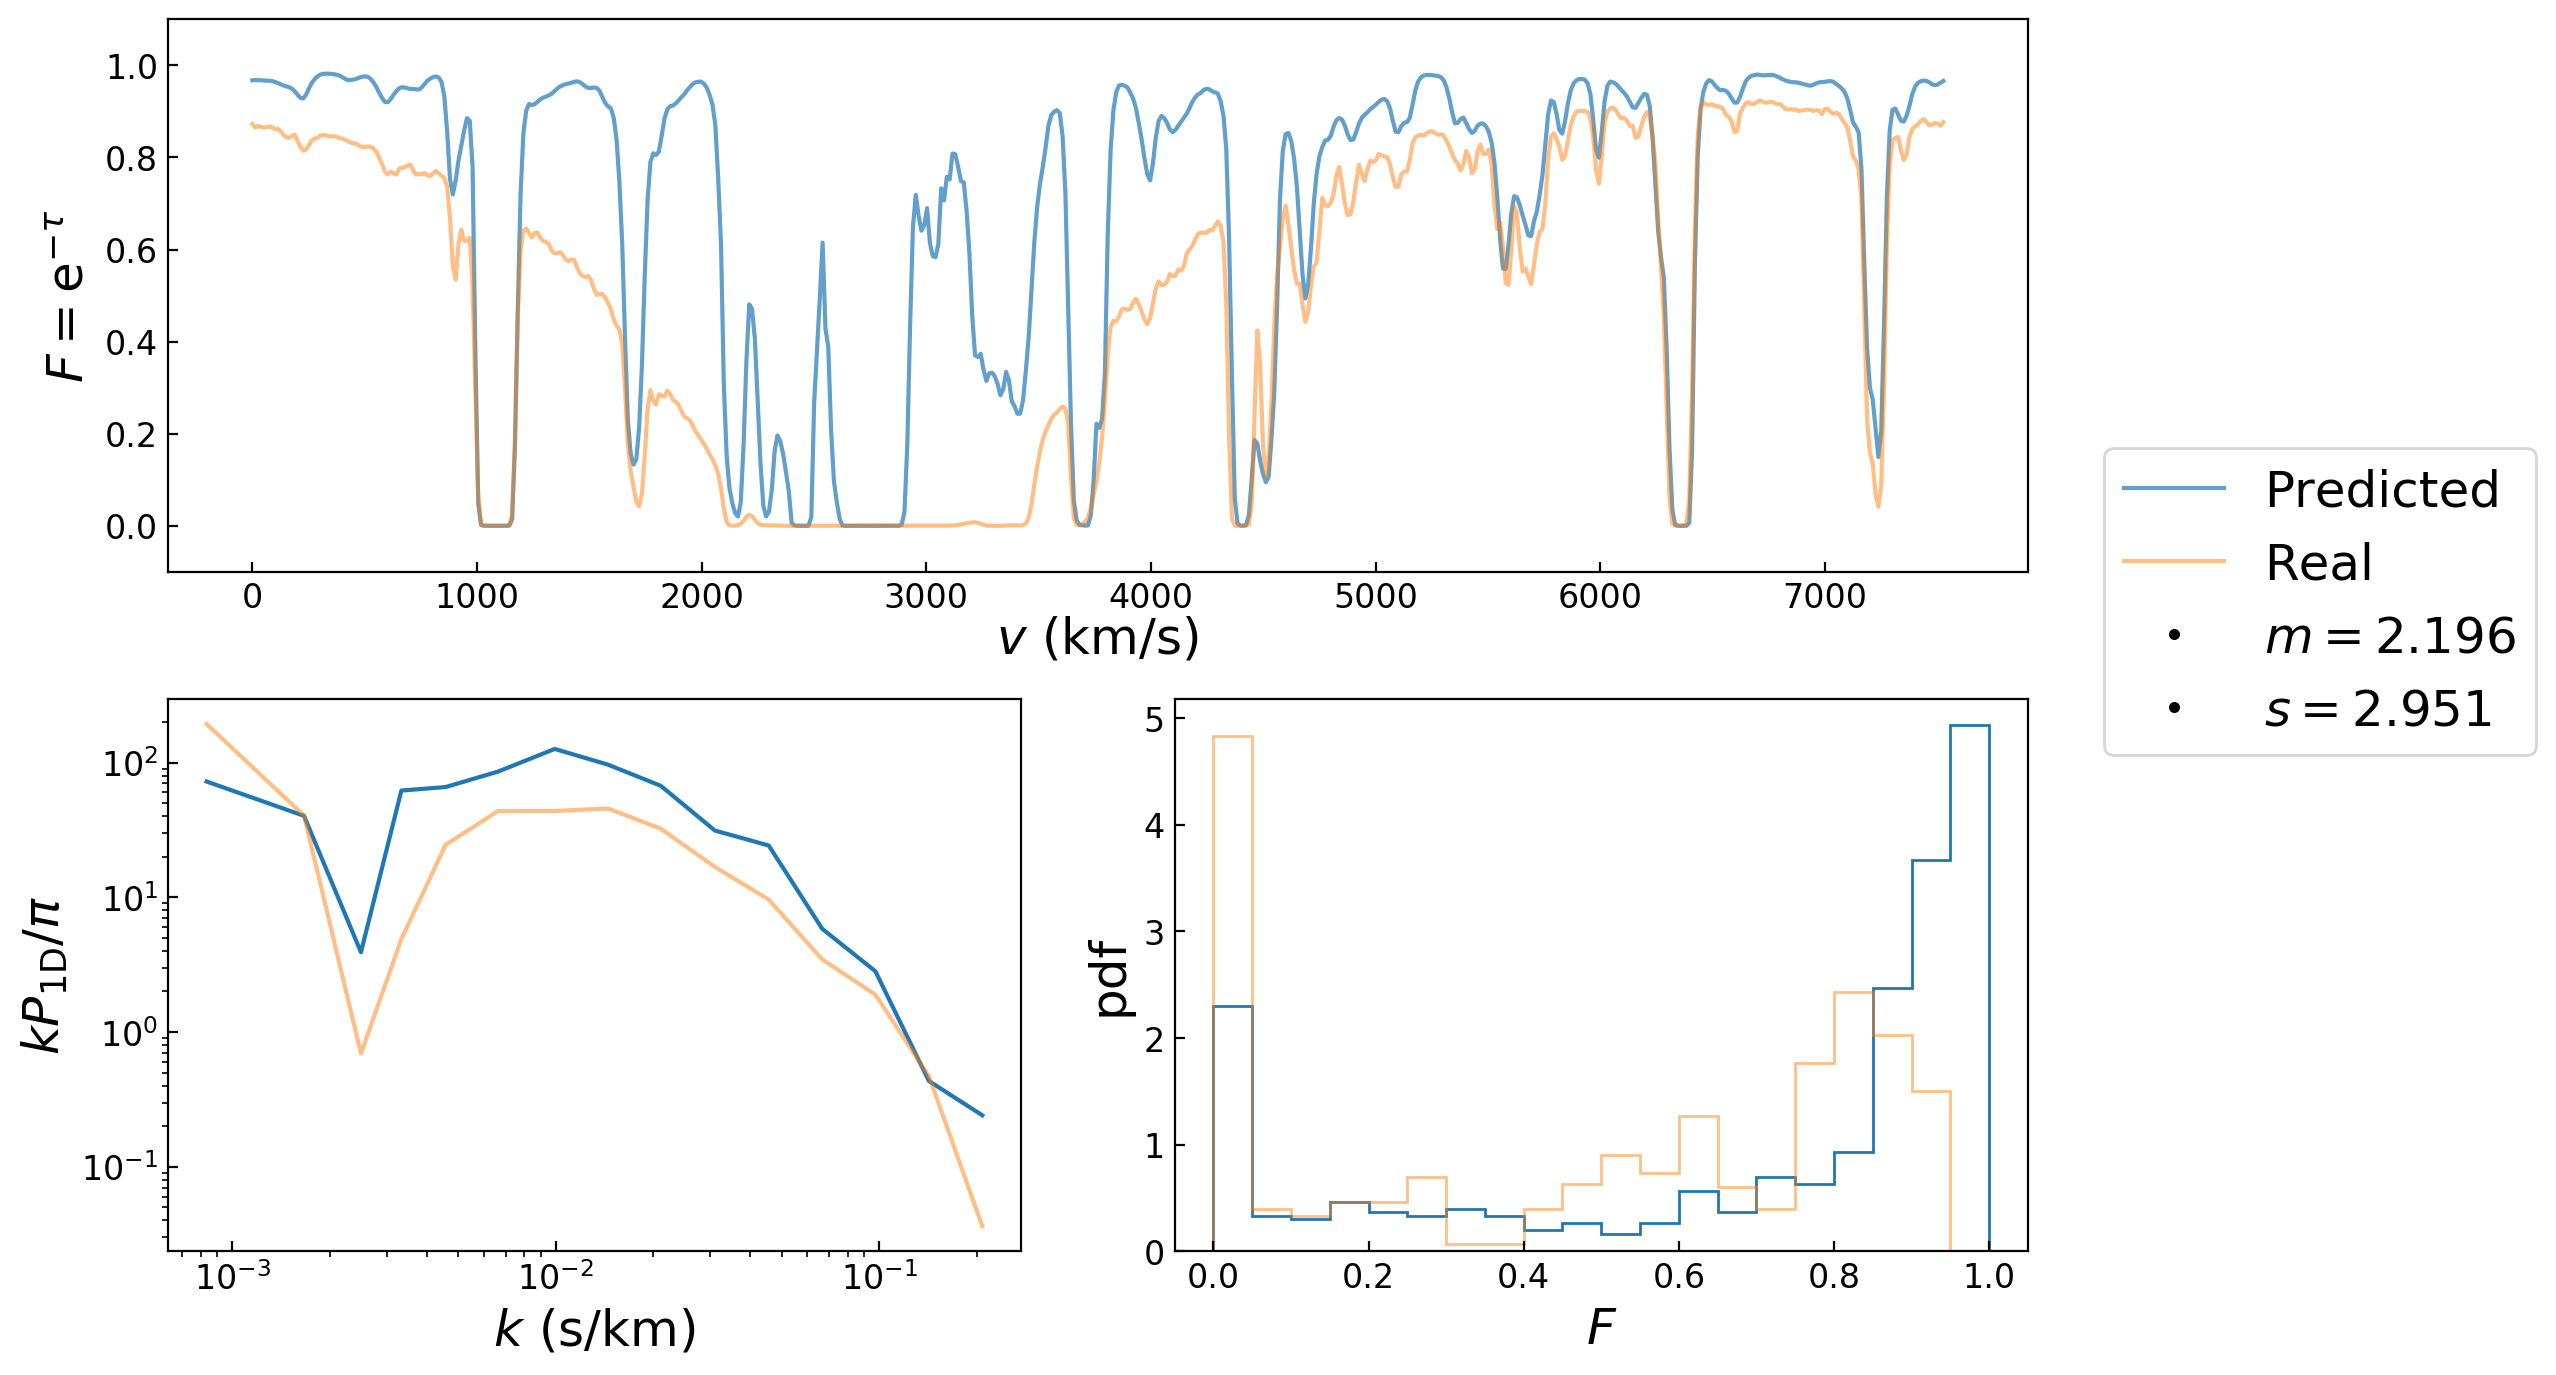 1.0
0.8
0.6
0.4
0.2
0.0
F = e^{−τ}
0 1000 2000 3000 4000 5000 6000 7000
v (km/s)
Predicted
Real
m = 2.196
s = 2.951
10^2
10^1
10^0
10^{−1}
kP_{1D}/π
10^{−3} 10^{−2} 10^{−1}
k (s/km)
5
4
3
2
1
0
pdf
0.0 0.2 0.4 0.6 0.8 1.0
F